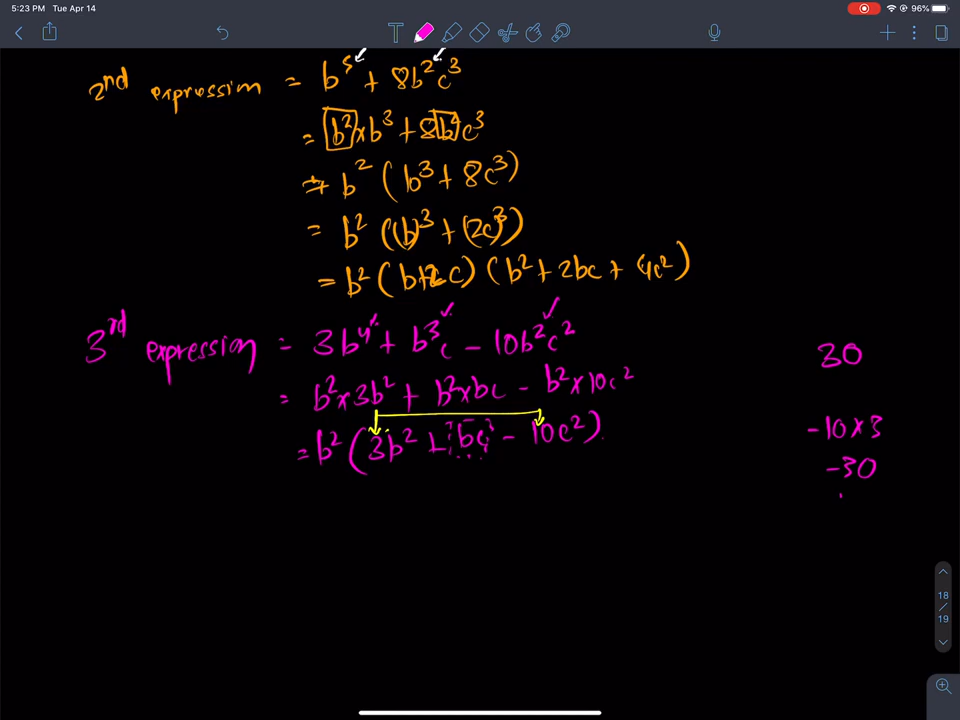 5:23 PM Tue Apr 14
96%
T
2nd expression = b⁵ + 8b²c³
= b² × b³ + 8b²c³
= b² (b³ + 8c³)
= b² ((b)³ + (2c)³)
= b² (b+2c) (b² + 2bc + 4c²)
3rd expression = 3b⁴ + b³c - 10b²c²
30
= b² × 3b² + b² × bc - b² × 10c²
= b² (3b² + bc - 10c²)
-10 × 3
-30
18
/
19